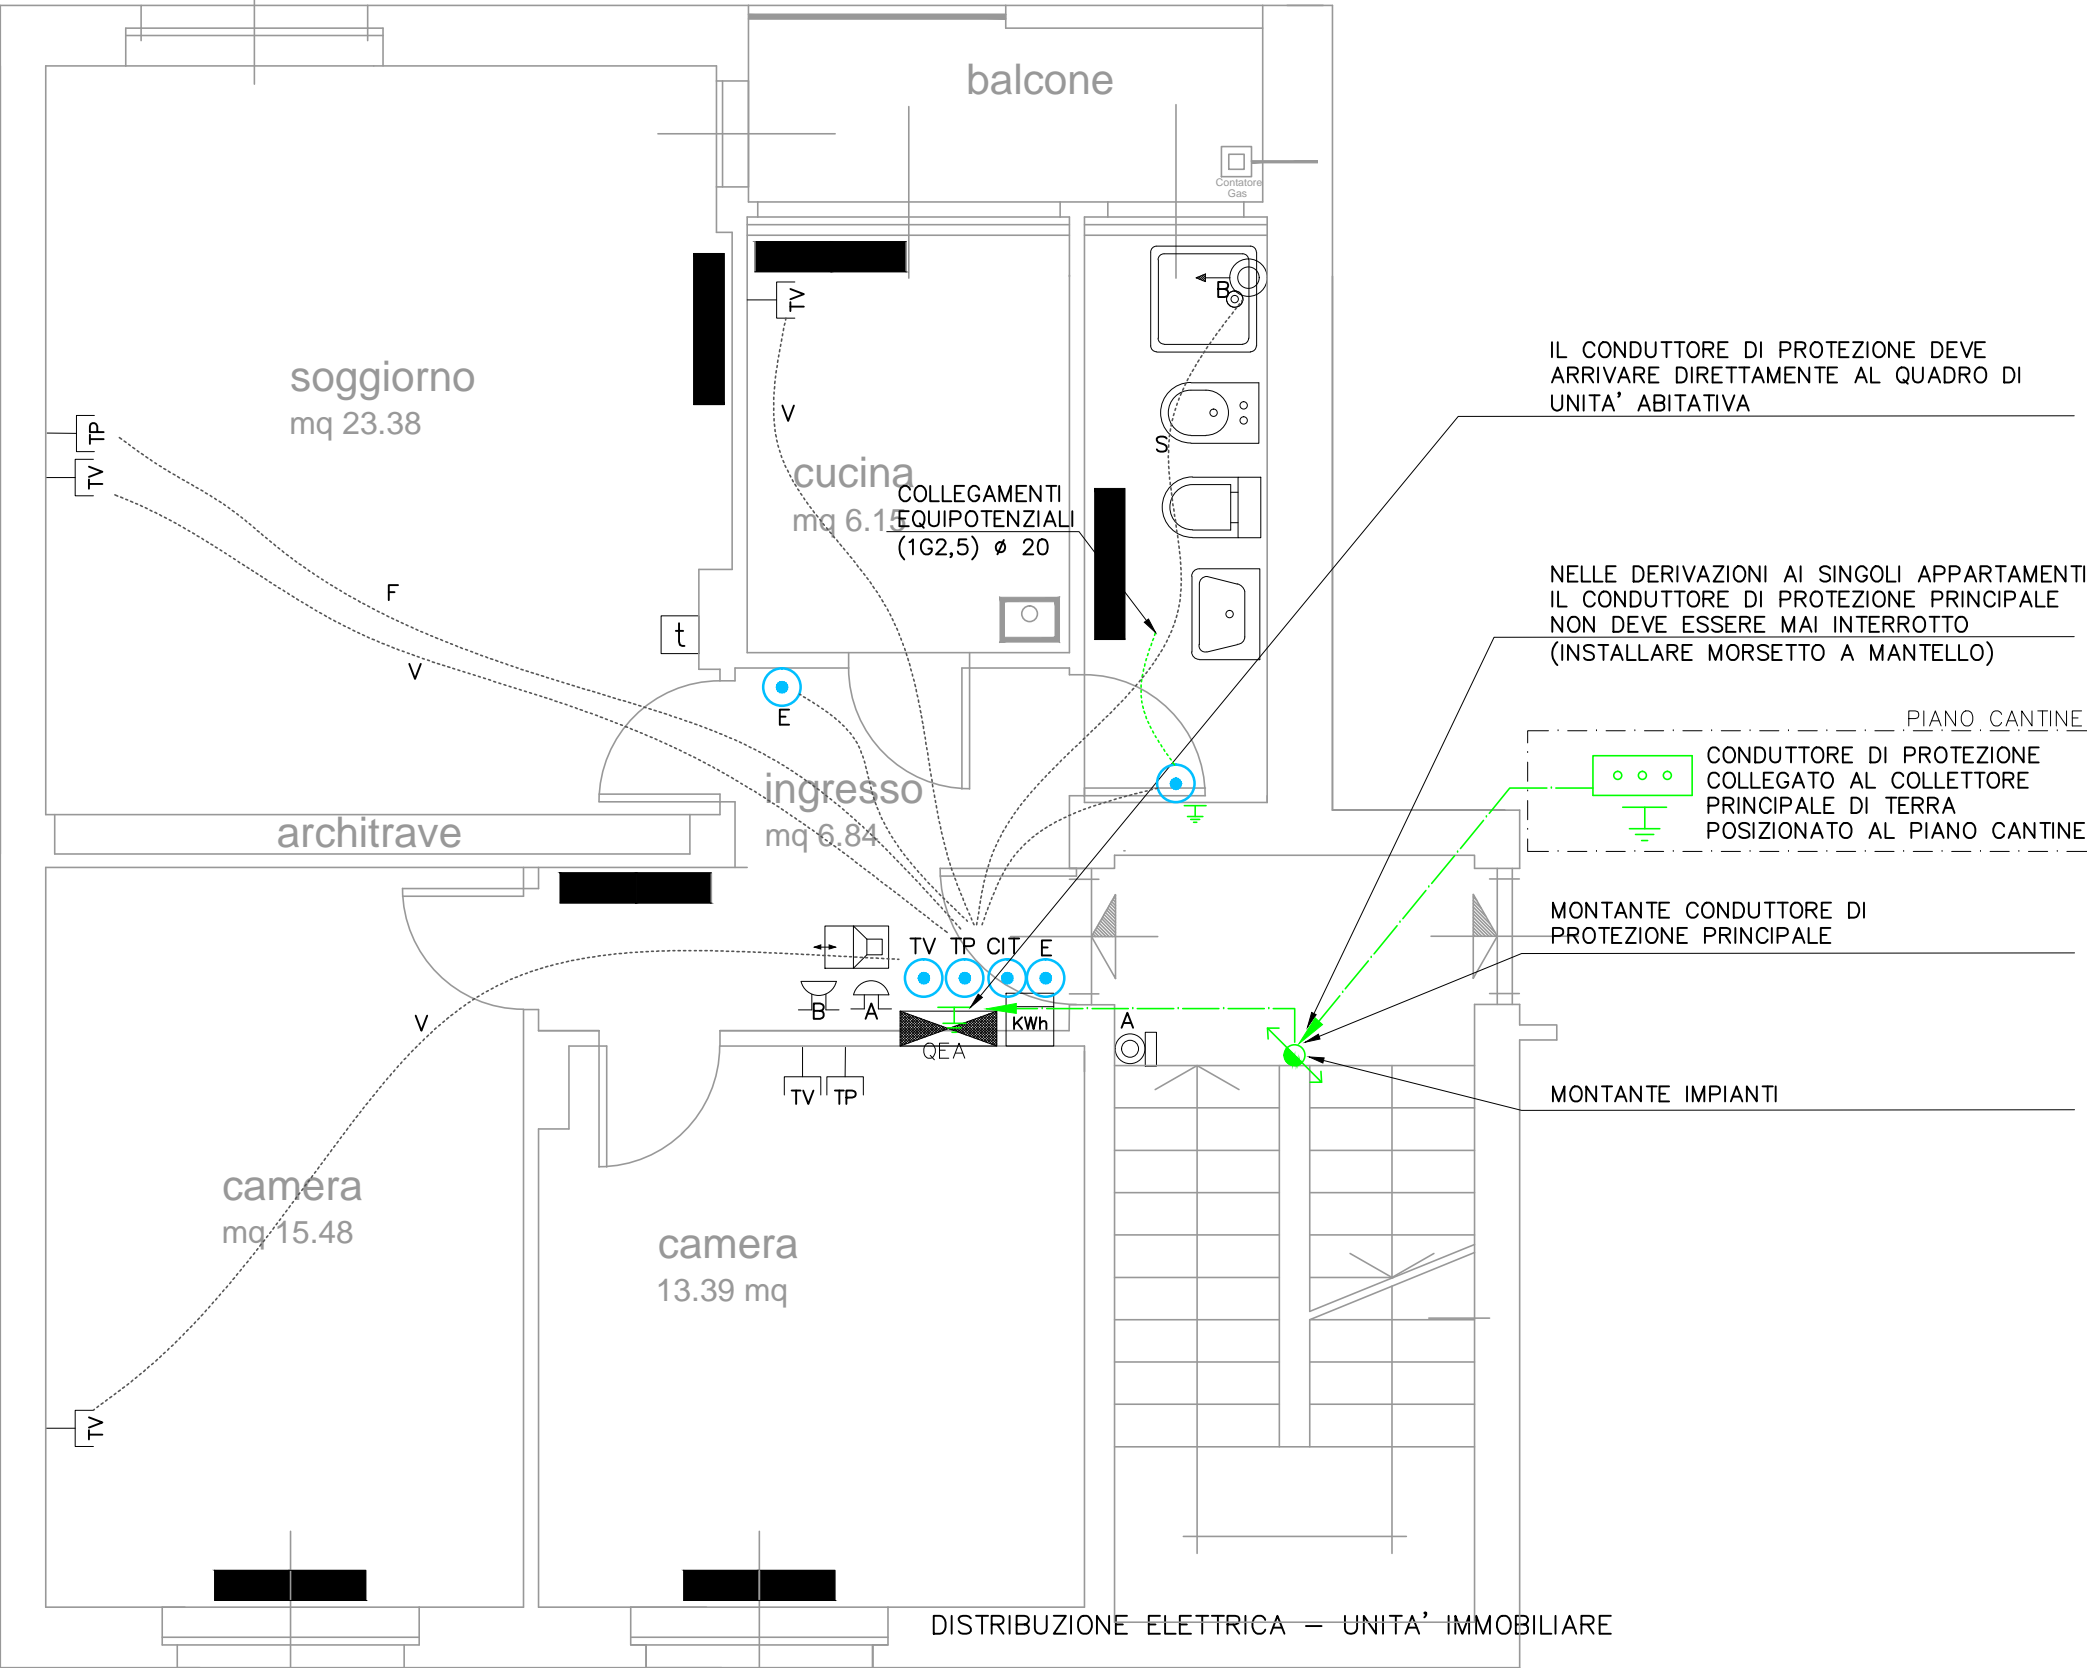 balcone
Contatore
Gas
B
TV
soggiorno
mq 23.38
TP
TV
V
S
cucina
mq 6.15
COLLEGAMENTI
EQUIPOTENZIALI
(1G2,5) ø 20
F
V
t
E
ingresso
mq 6.84
architrave
IL CONDUTTORE DI PROTEZIONE DEVE
ARRIVARE DIRETTAMENTE AL QUADRO DI
UNITA' ABITATIVA
NELLE DERIVAZIONI AI SINGOLI APPARTAMENTI
IL CONDUTTORE DI PROTEZIONE PRINCIPALE
NON DEVE ESSERE MAI INTERROTTO
(INSTALLARE MORSETTO A MANTELLO)
PIANO CANTINE
CONDUTTORE DI PROTEZIONE
COLLEGATO AL COLLETTORE
PRINCIPALE DI TERRA
POSIZIONATO AL PIANO CANTINE
MONTANTE CONDUTTORE DI
PROTEZIONE PRINCIPALE
MONTANTE IMPIANTI
TV TP CIT E
B A
KWh
A
QEA
TV TP
V
camera
mq 15.48
camera
13.39 mq
TV
DISTRIBUZIONE ELETTRICA – UNITA' IMMOBILIARE